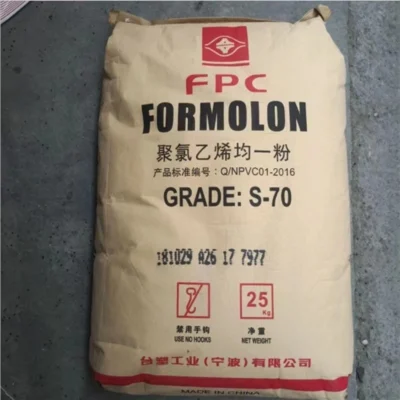 FPC
FORMOLON
聚氯乙烯均一粉
产品标准编号：Q/NPVC01-2016
GRADE: S-70
181029 A26 17 7977
25
Kg
禁用手钩
USE NO HOOKS
净重
NET WEIGHT
台塑工业(宁波)有限公司
MADE IN CHINA